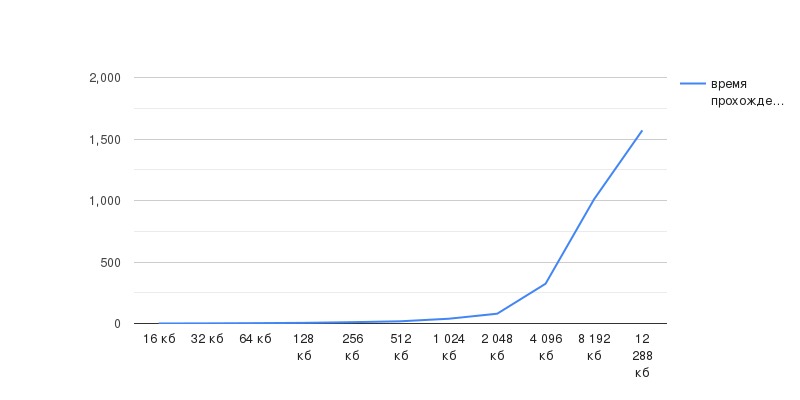 2,000
1,500
1,000
500
0
16 кб
32 кб
64 кб
128
кб
256
кб
512
кб
1 024
кб
2 048
кб
4 096
кб
8 192
кб
12
288
кб
время
прохожде...